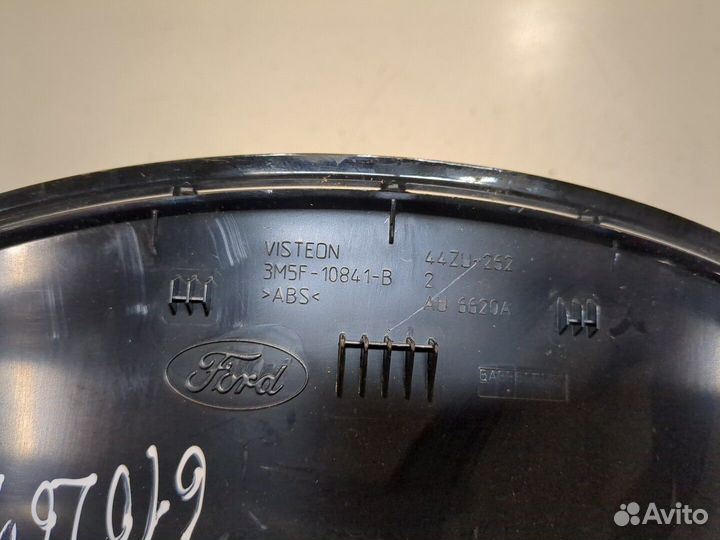 VISTEON
3M5F-10841-B
>ABS<
44ZU-252
2
AU 6620A
Ford
Avito